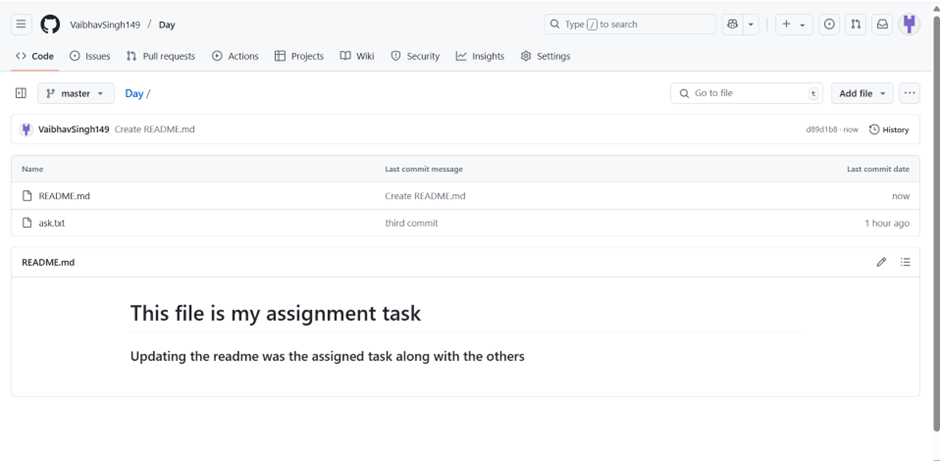 VaibhavSingh149 / Day Type / to search
Code Issues Pull requests Actions Projects Wiki Security Insights Settings
master Day / Go to file t Add file
VaibhavSingh149 Create README.md d89d1b8 · now History
Name Last commit message Last commit date
README.md Create README.md now
ask.txt third commit 1 hour ago
README.md
This file is my assignment task
Updating the readme was the assigned task along with the others